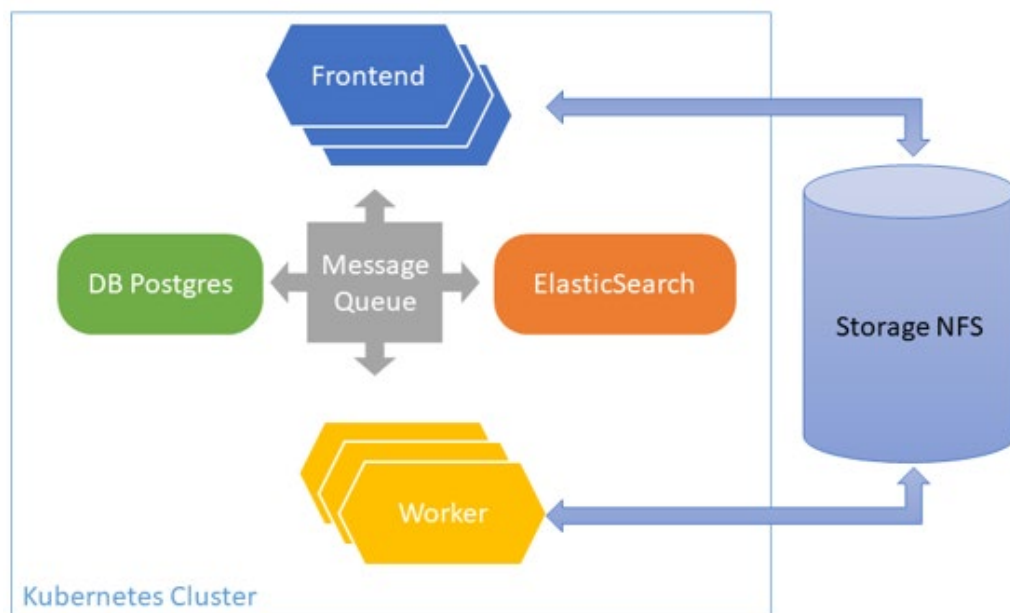 Frontend
DB Postgres
Message
Queue
ElasticSearch
Storage NFS
Worker
Kubernetes Cluster